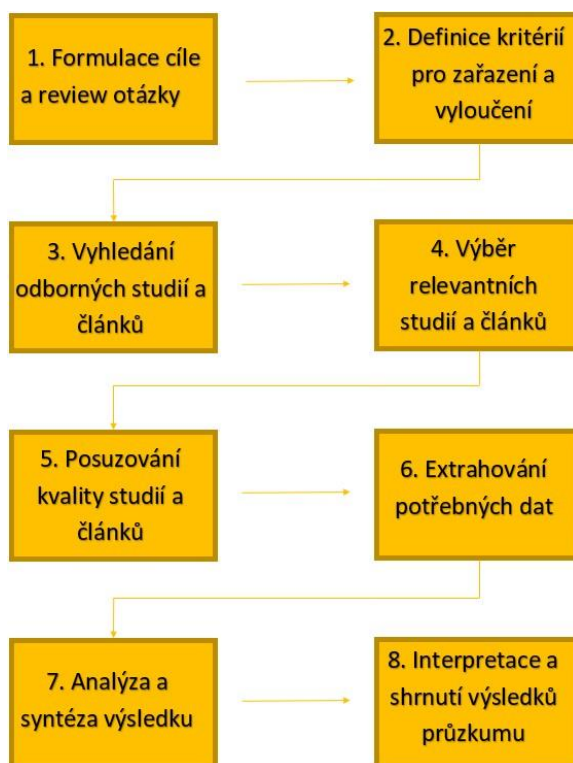 1. Formulace cíle
a review otázky
2. Definice kritérií
pro zařazení a
vyloučení
3. Vyhledání
odborných studií a
článků
4. Výběr
relevantních
studií a článků
5. Posuzování
kvality studií a
článků
6. Extrahování
potřebných dat
7. Analýza a
syntéza výsledku
8. Interpretace a
shrnutí výsledků
průzkumu